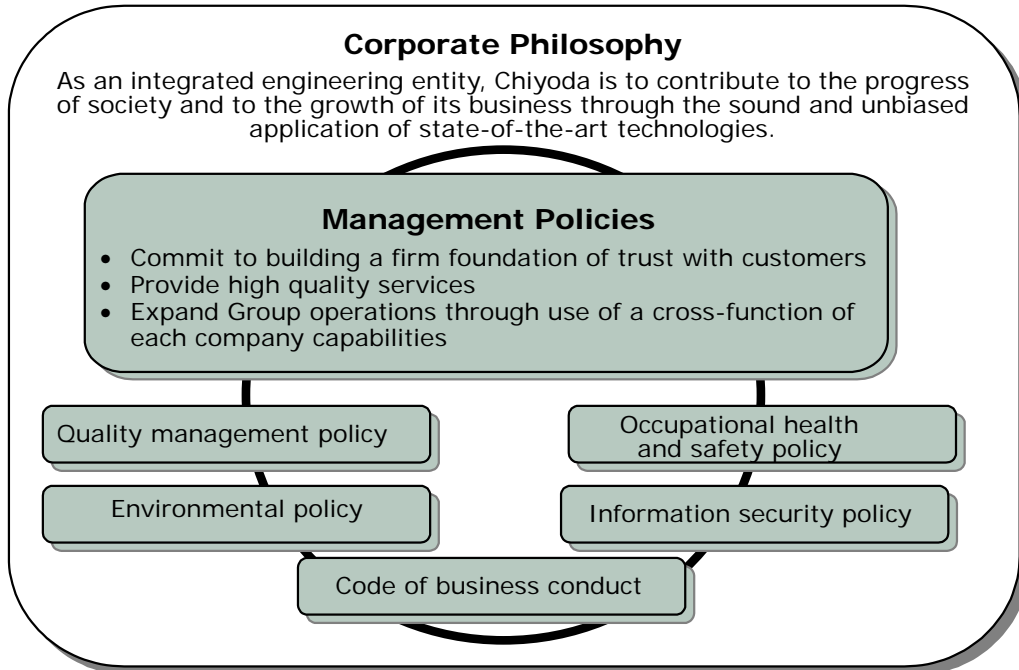 Corporate Philosophy
As an integrated engineering entity, Chiyoda is to contribute to the progress
of society and to the growth of its business through the sound and unbiased
application of state-of-the-art technologies.
Management Policies
• Commit to building a firm foundation of trust with customers
• Provide high quality services
• Expand Group operations through use of a cross-function of
each company capabilities
Quality management policy
Occupational health
and safety policy
Environmental policy
Information security policy
Code of business conduct